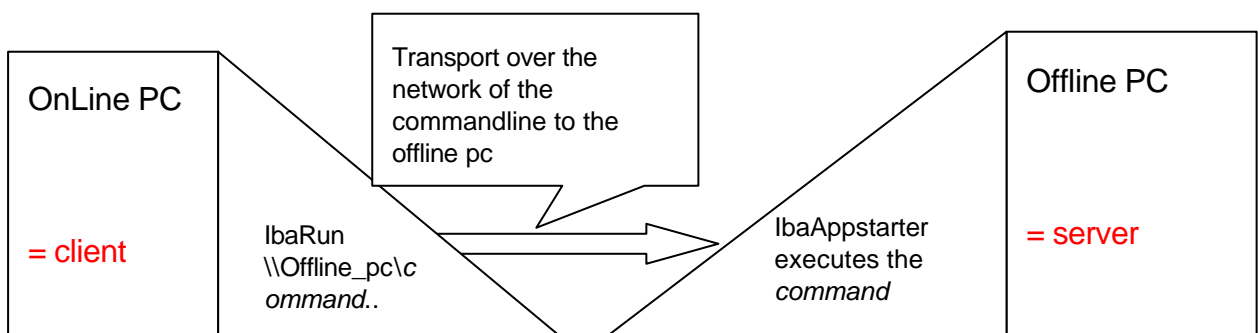 OnLine PC
= client
IbaRun
\\Offline_pc\c
ommand..
Transport over the
network of the
commandline to the
offline pc
IbaAppstarter
executes the
command
Offline PC
= server